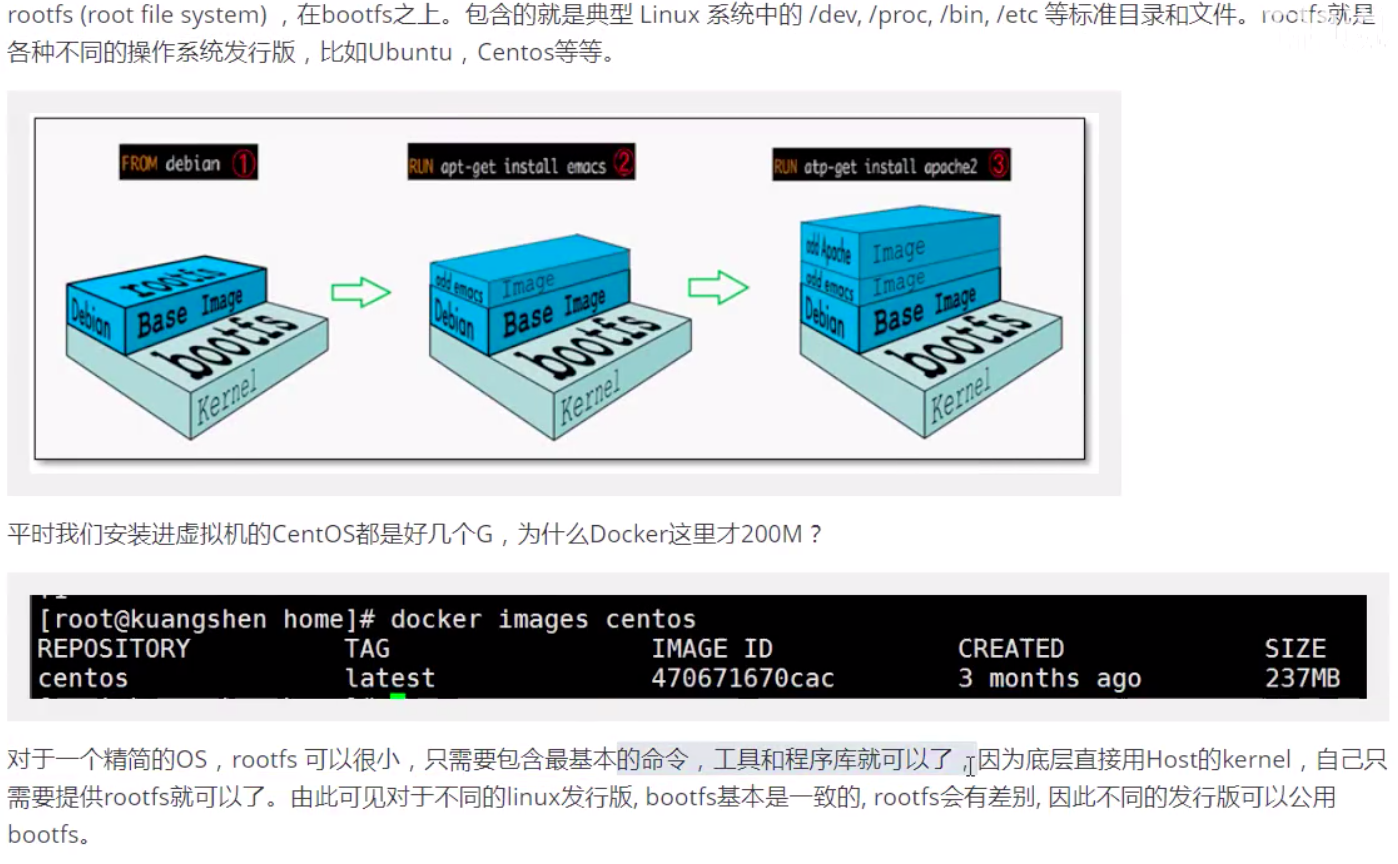 rootfs (root file system) ，在bootfs之上。包含的就是典型 Linux 系统中的 /dev, /proc, /bin, /etc 等标准目录和文件。rootfs就是
各种不同的操作系统发行版，比如Ubuntu，Centos等等。
FROM debian ①
RUN apt-get install emacs ②
RUN atp-get install apache2 ③
rootfs
Debian
Base Image
bootfs
Kernel
add emacs
Image
Debian
Base Image
bootfs
Kernel
add Apache
Image
add emacs
Image
Debian
Base Image
bootfs
Kernel
平时我们安装进虚拟机的CentOS都是好几个G，为什么Docker这里才200M？
[root@kuangshen home]# docker images centos
REPOSITORY TAG IMAGE ID CREATED SIZE
centos latest 470671670cac 3 months ago 237MB
对于一个精简的OS，rootfs 可以很小，只需要包含最基本的命令，工具和程序库就可以了，因为底层直接用Host的kernel，自己只
需要提供rootfs就可以了。由此可见对于不同的linux发行版, bootfs基本是一致的, rootfs会有差别, 因此不同的发行版可以公用
bootfs。